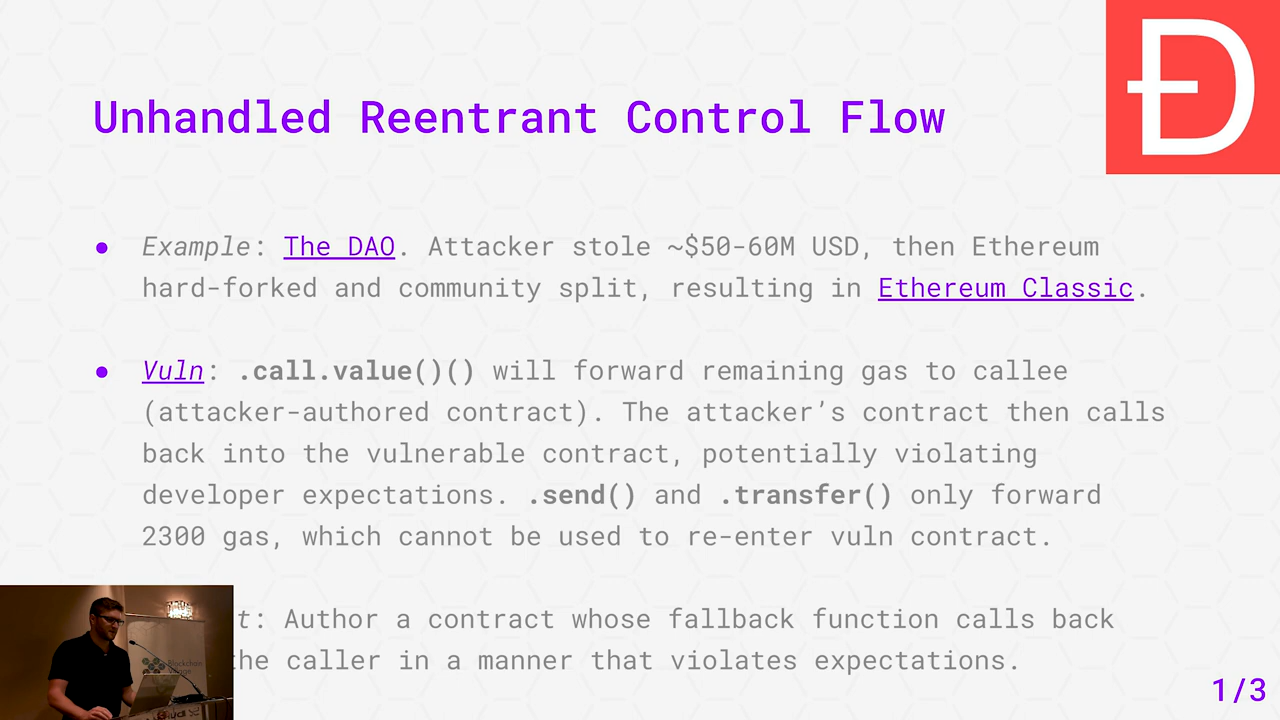 Unhandled Reentrant Control Flow
Ð
● Example: The DAO. Attacker stole ~$50-60M USD, then Ethereum
hard-forked and community split, resulting in Ethereum Classic.
● Vuln: .call.value()() will forward remaining gas to callee
(attacker-authored contract). The attacker’s contract then calls
back into the vulnerable contract, potentially violating
developer expectations. .send() and .transfer() only forward
2300 gas, which cannot be used to re-enter vuln contract.
t: Author a contract whose fallback function calls back
he caller in a manner that violates expectations.
Blockchain
Village
1/3